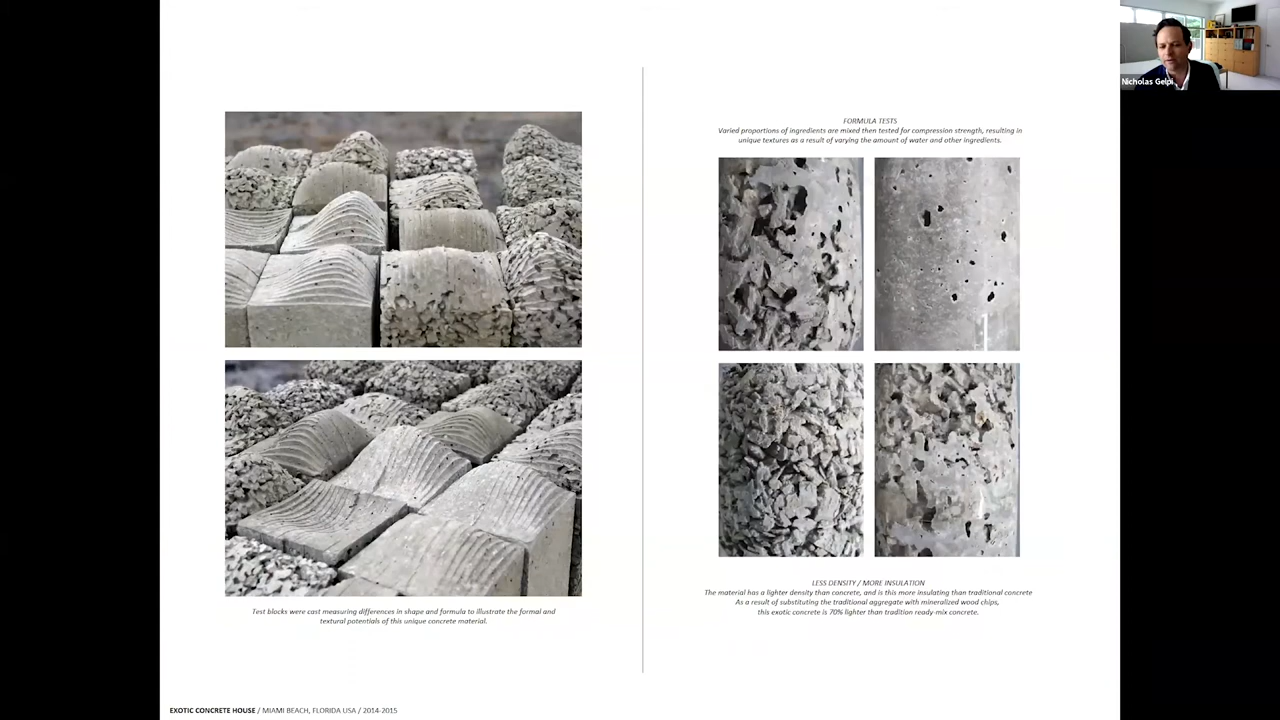 Nicholas Gelpi
FORMULA TESTS
Varied proportions of ingredients are mixed then tested for compression strength, resulting in
unique textures as a result of varying the amount of water and other ingredients.
Test blocks were cast measuring differences in shape and formula to illustrate the formal and
textural potentials of this unique concrete material.
LESS DENSITY / MORE INSULATION
The material has a lighter density than concrete, and is this more insulating than traditional concrete
As a result of substituting the traditional aggregate with mineralized wood chips,
this exotic concrete is 70% lighter than tradition ready-mix concrete.
EXOTIC CONCRETE HOUSE / MIAMI BEACH, FLORIDA USA / 2014-2015